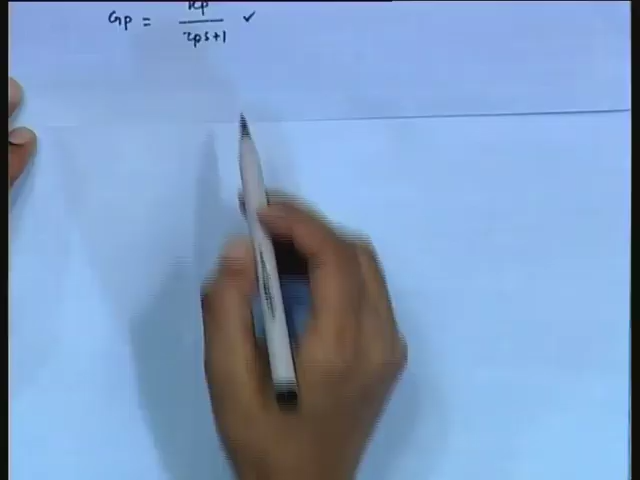 Gp = Kp / τps+1 ✓